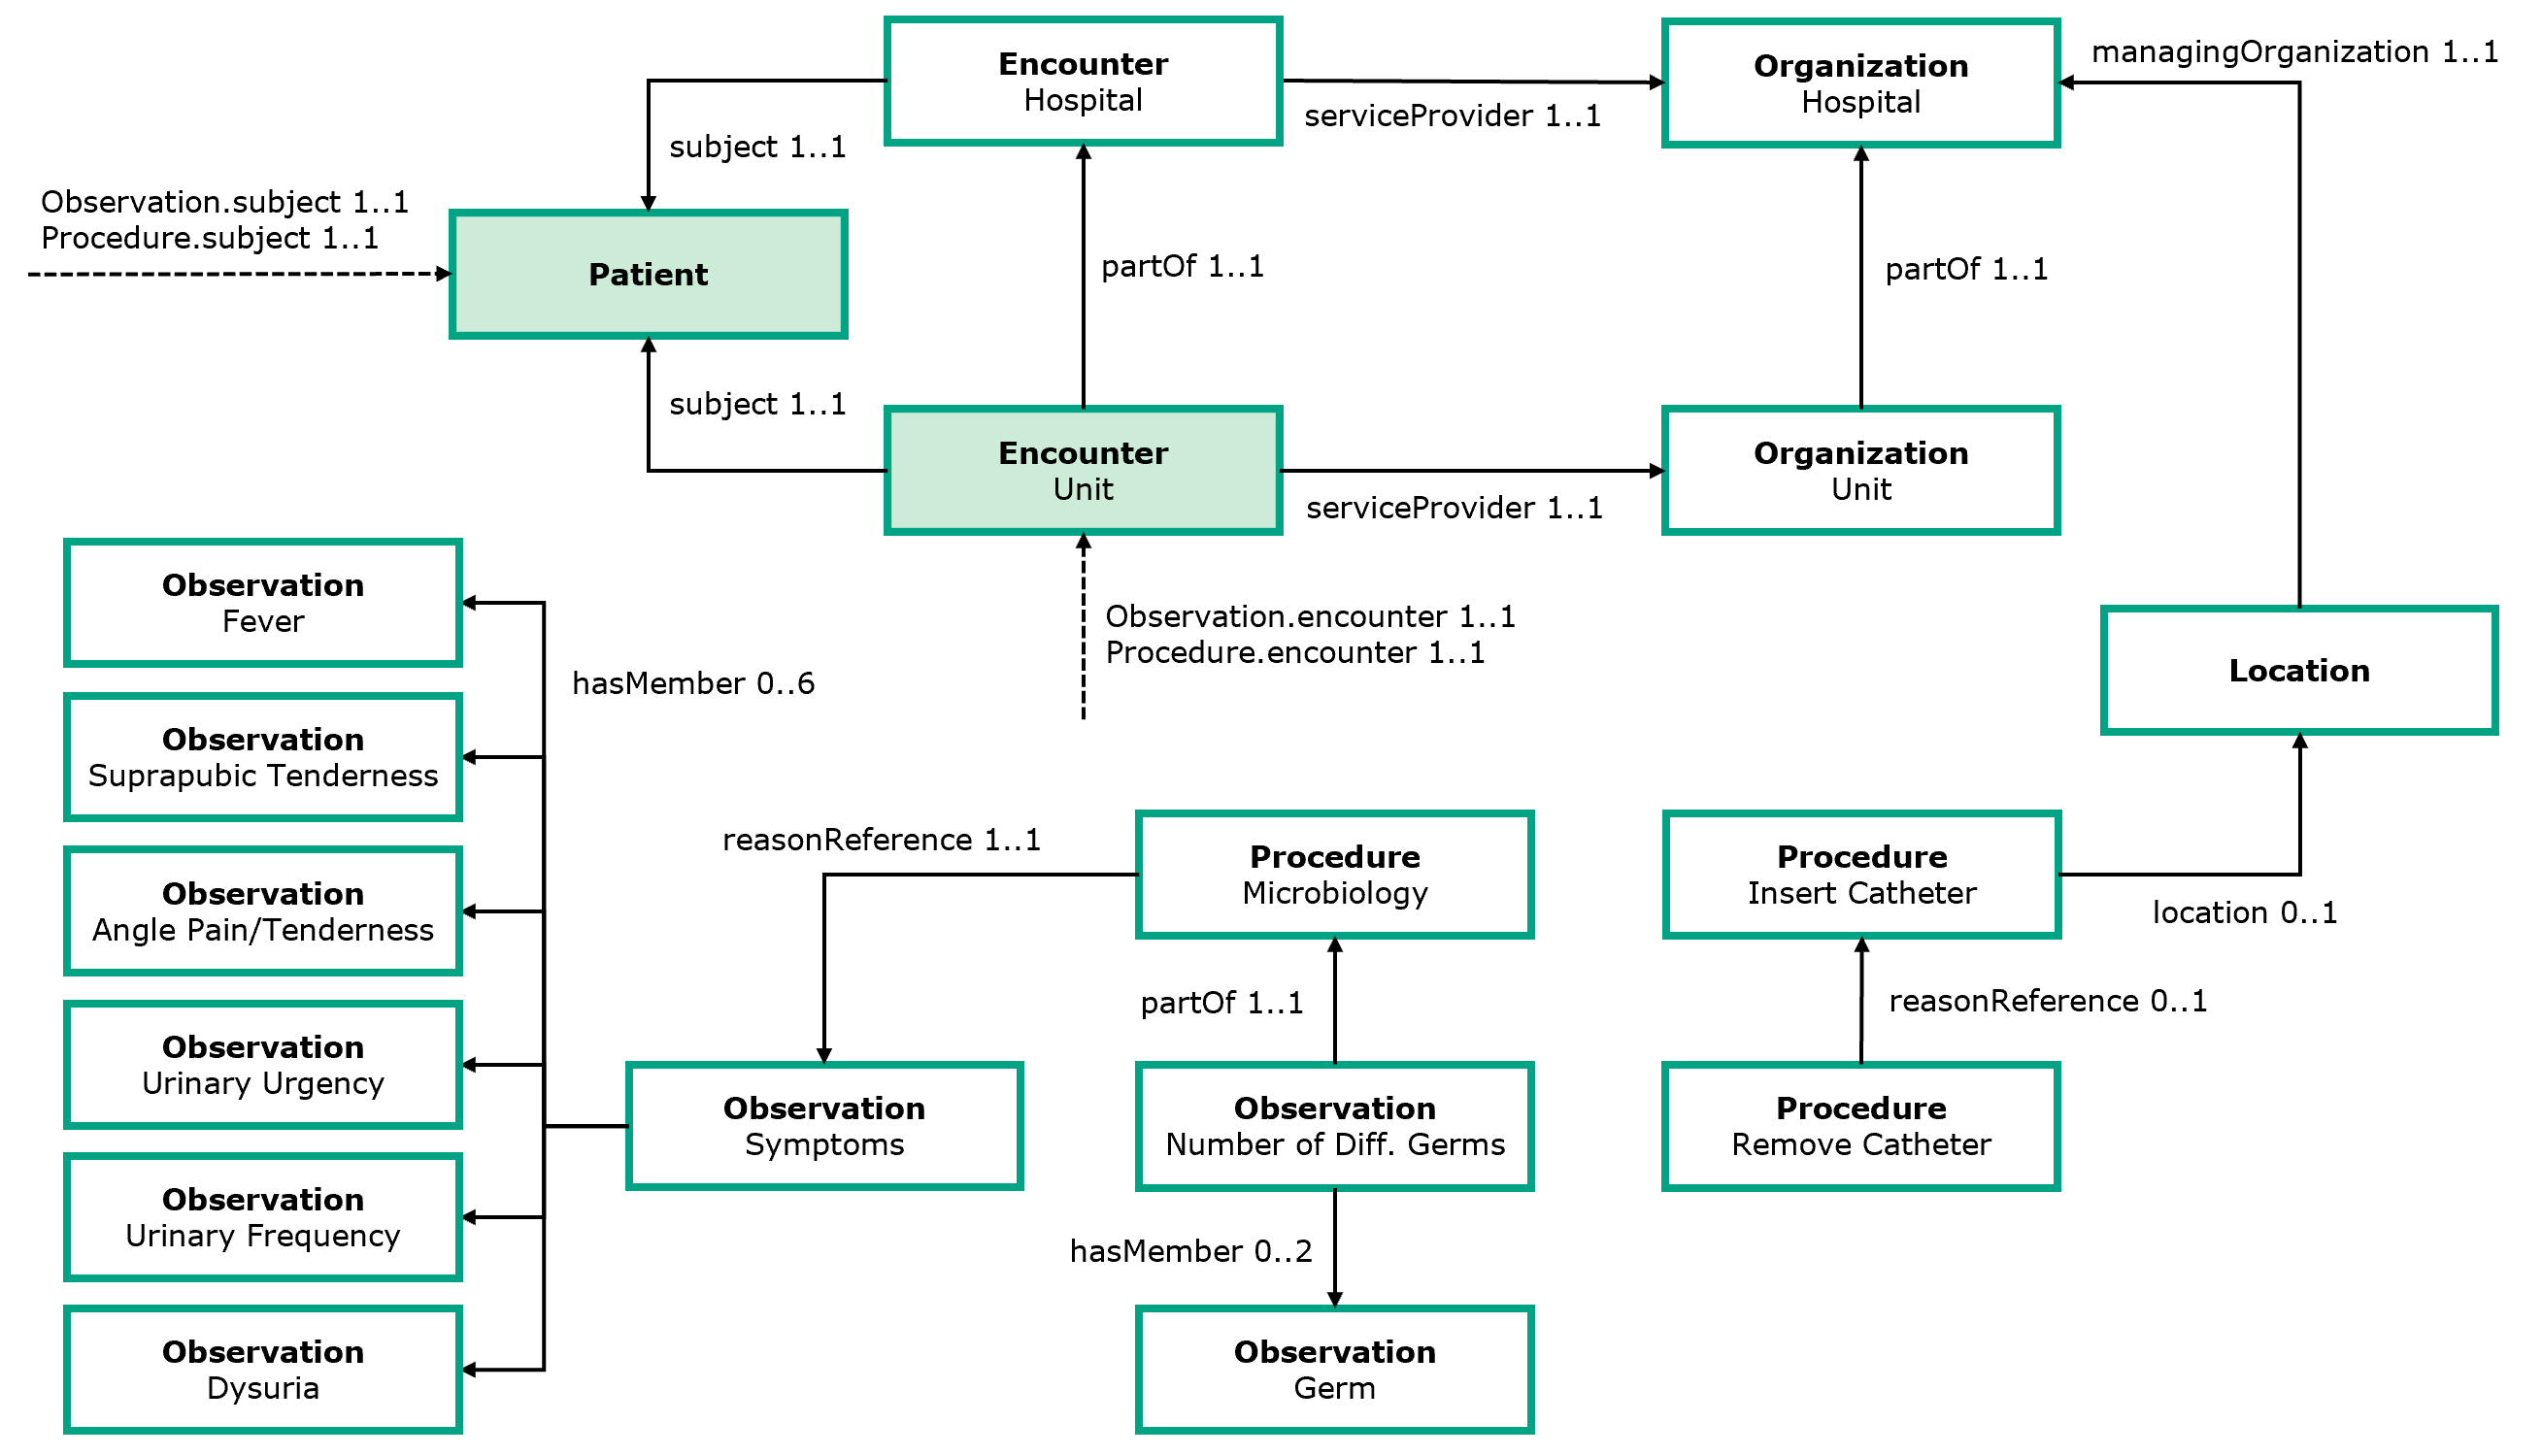 Encounter
Hospital
Organization
Hospital
managingOrganization 1..1
serviceProvider 1..1
subject 1..1
Observation.subject 1..1
Procedure.subject 1..1
Patient
partOf 1..1
partOf 1..1
subject 1..1
Encounter
Unit
Organization
Unit
serviceProvider 1..1
Observation
Fever
Observation.encounter 1..1
Procedure.encounter 1..1
Location
hasMember 0..6
Observation
Suprapubic Tenderness
reasonReference 1..1
Procedure
Microbiology
Procedure
Insert Catheter
location 0..1
Observation
Angle Pain/Tenderness
partOf 1..1
reasonReference 0..1
Observation
Urinary Urgency
Observation
Symptoms
Observation
Number of Diff. Germs
Procedure
Remove Catheter
Observation
Urinary Frequency
hasMember 0..2
Observation
Dysuria
Observation
Germ